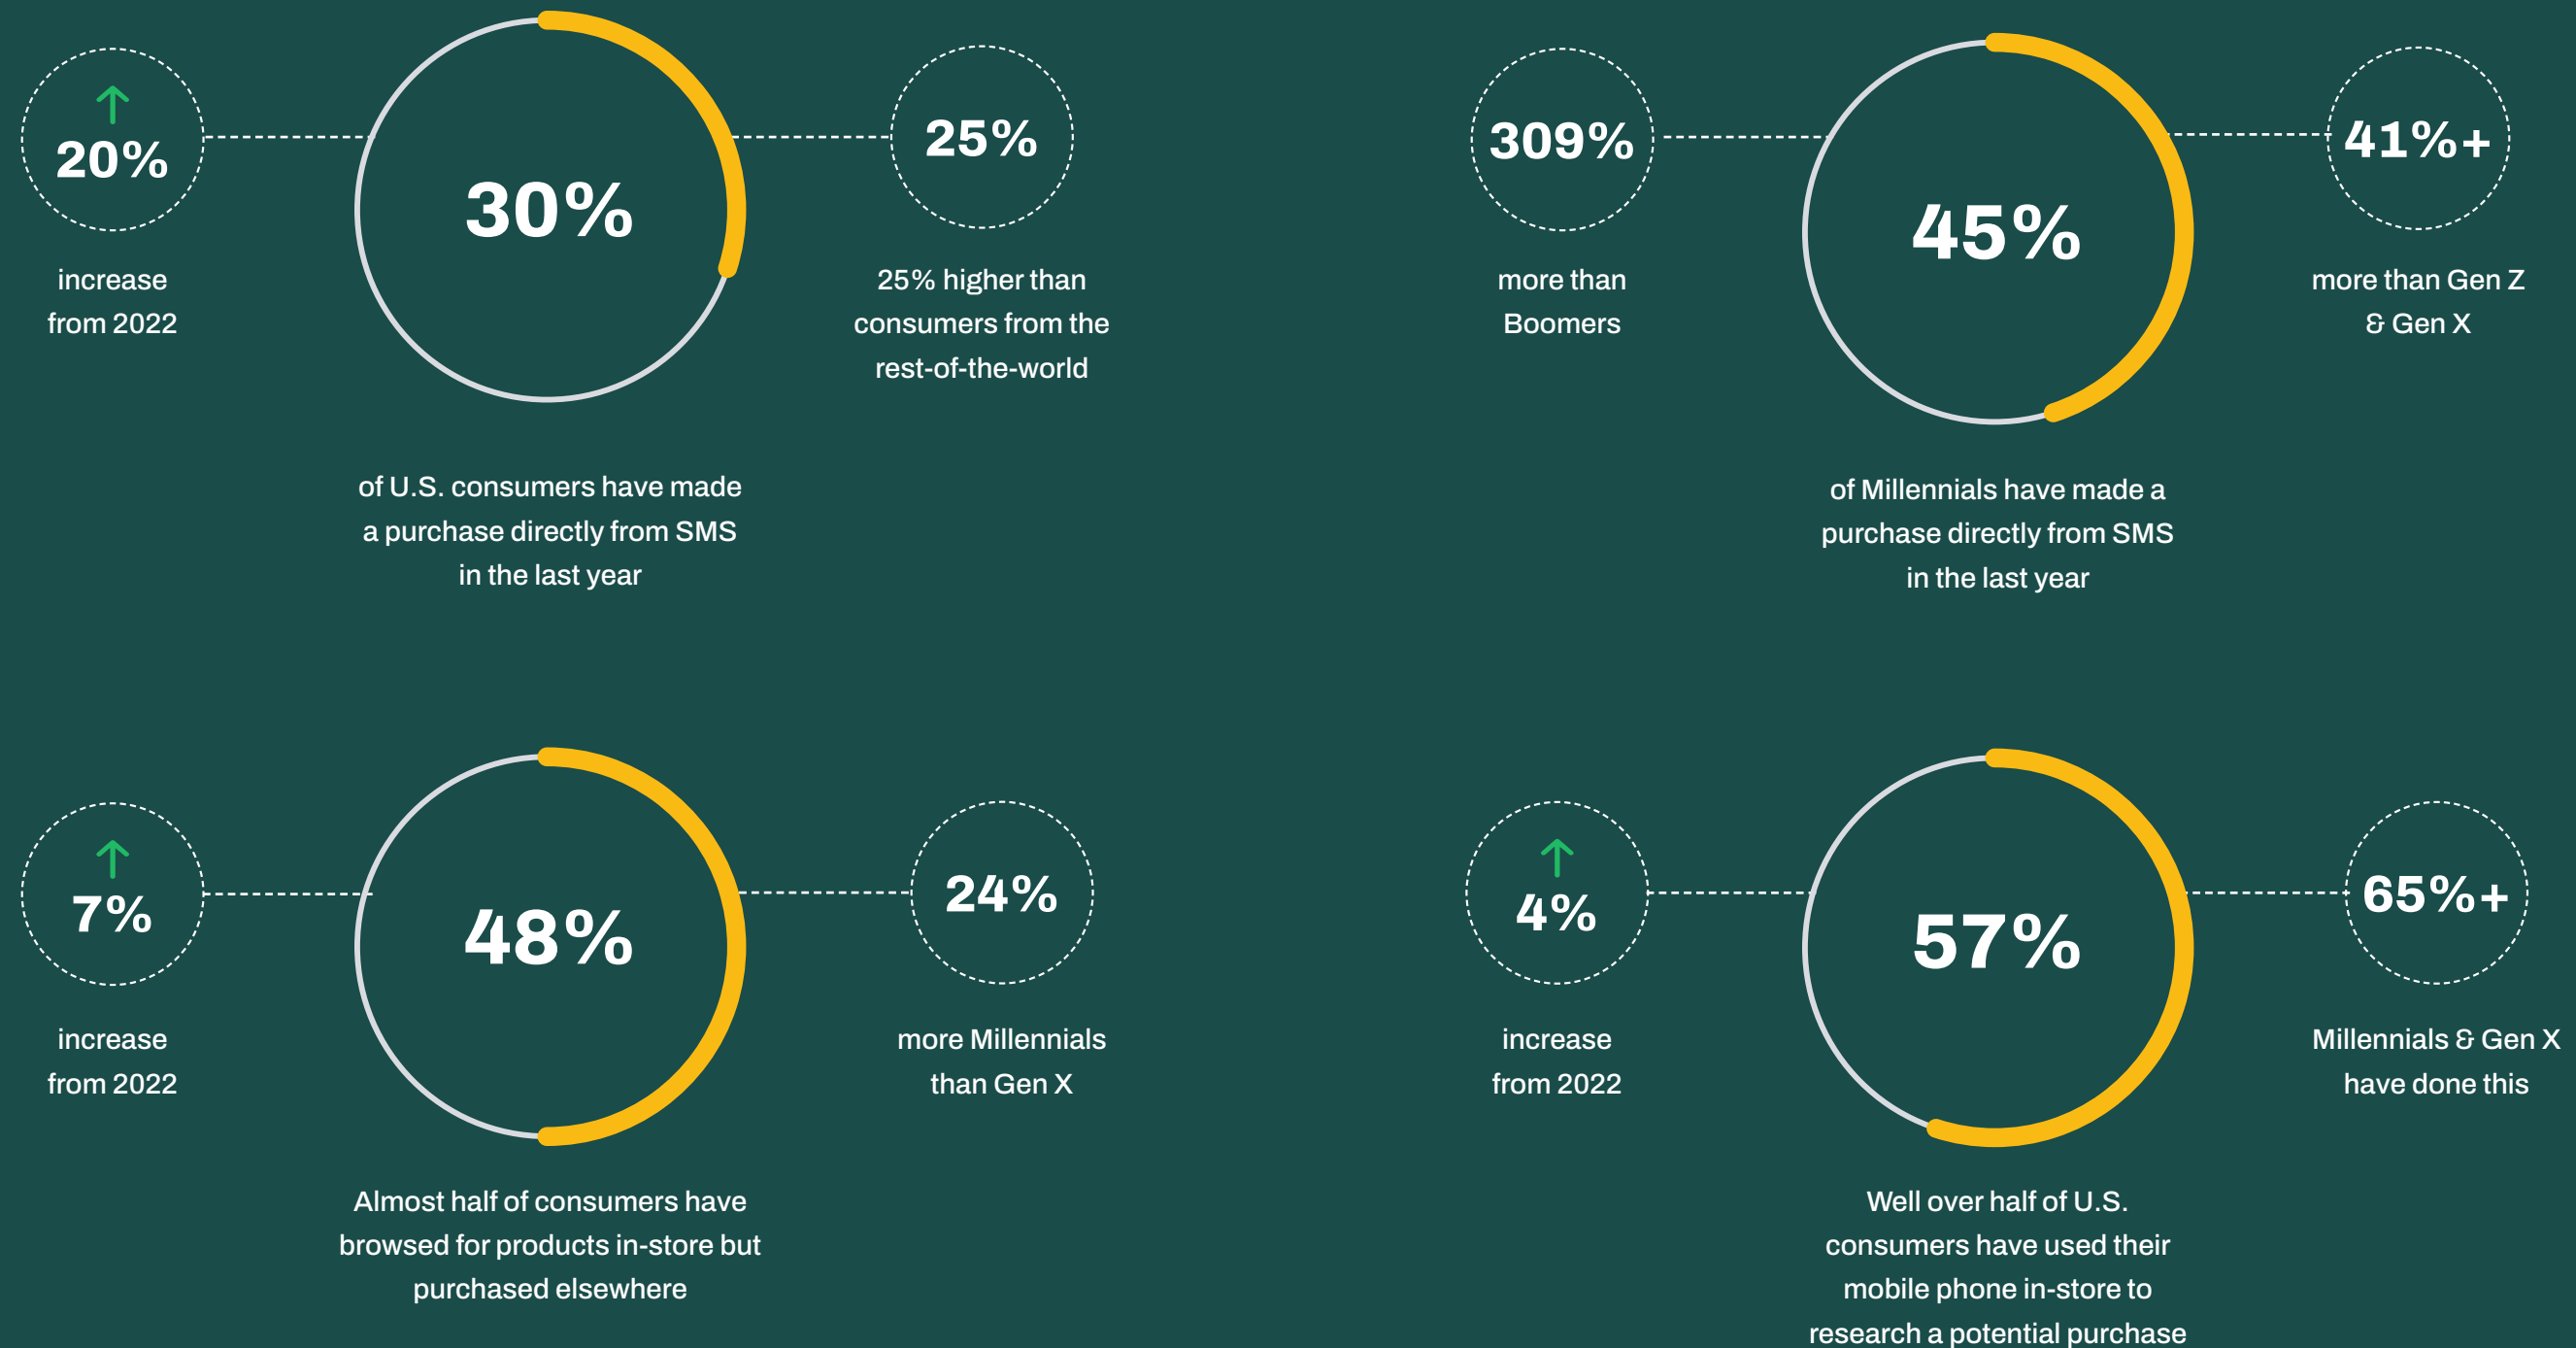 20%
increase
from 2022
30%
of U.S. consumers have made
a purchase directly from SMS
in the last year
25%
25% higher than
consumers from the
rest-of-the-world
309%
more than
Boomers
45%
of Millennials have made a
purchase directly from SMS
in the last year
41%+
more than Gen Z
& Gen X
7%
increase
from 2022
48%
Almost half of consumers have
browsed for products in-store but
purchased elsewhere
24%
more Millennials
than Gen X
4%
increase
from 2022
57%
Well over half of U.S.
consumers have used their
mobile phone in-store to
research a potential purchase
65%+
Millennials & Gen X
have done this